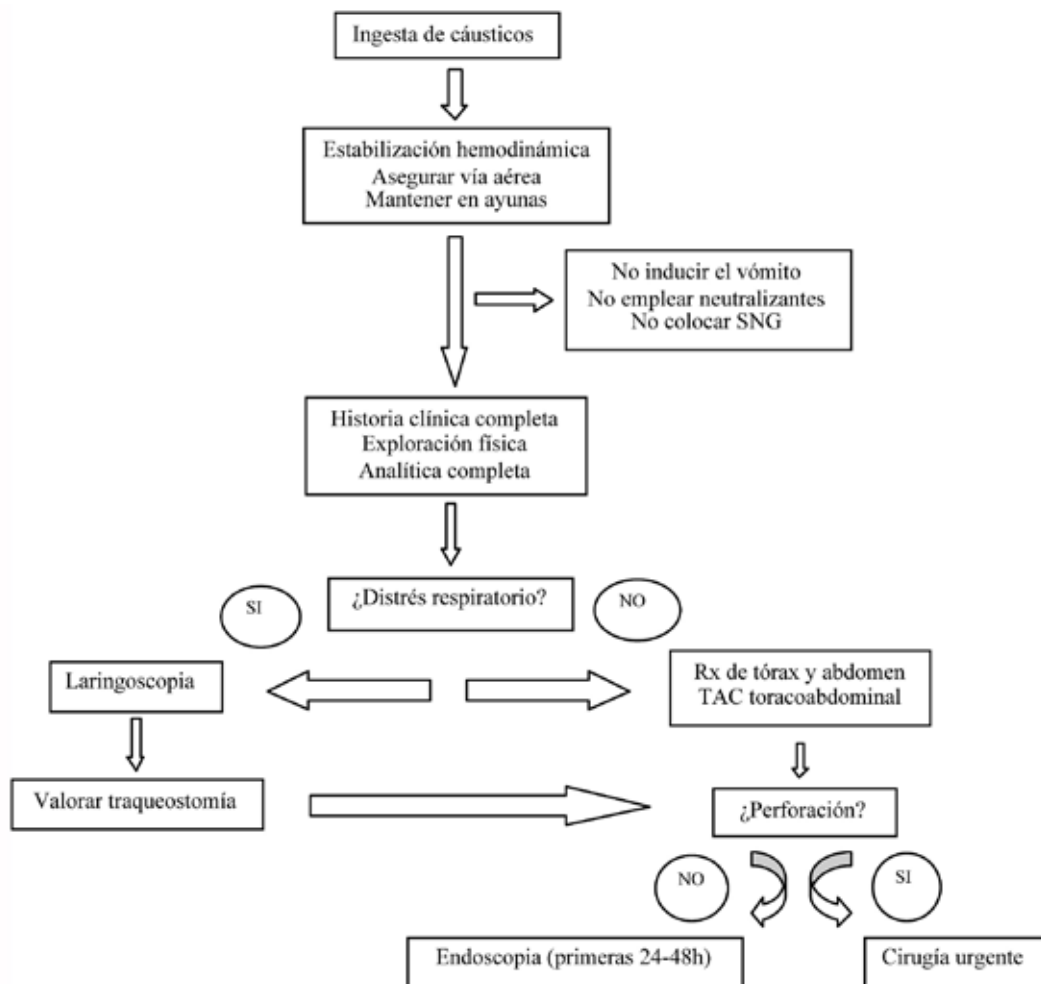 Ingesta de cáusticos
Estabilización hemodinámica
Asegurar vía aérea
Mantener en ayunas
No inducir el vómito
No emplear neutralizantes
No colocar SNG
Historia clínica completa
Exploración física
Analítica completa
SI
¿Distrés respiratorio?
NO
Laringoscopia
Rx de tórax y abdomen
TAC toracoabdominal
Valorar traqueostomía
¿Perforación?
NO
SI
Endoscopia (primeras 24-48h)
Cirugía urgente